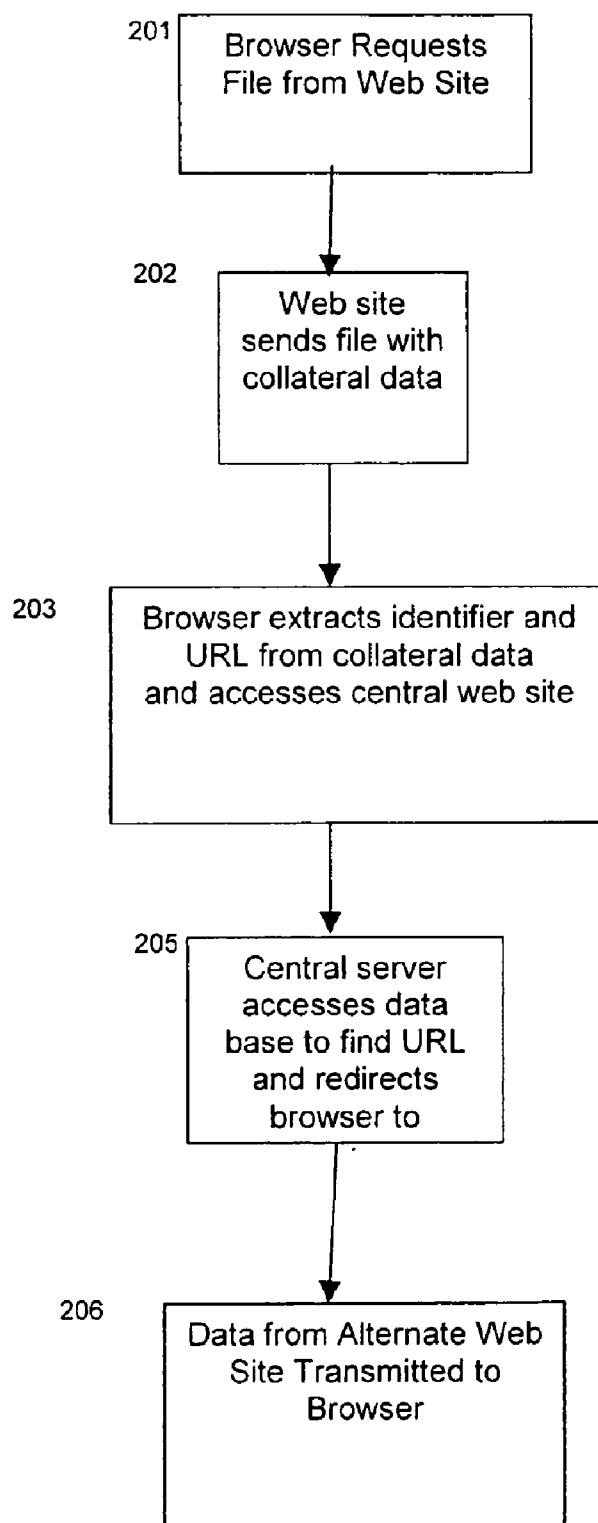 201
Browser Requests
File from Web Site
202
Web site
sends file with
collateral data
203
Browser extracts identifier and
URL from collateral data
and accesses central web site
205
Central server
accesses data
base to find URL
and redirects
browser to
206
Data from Alternate Web
Site Transmitted to
Browser